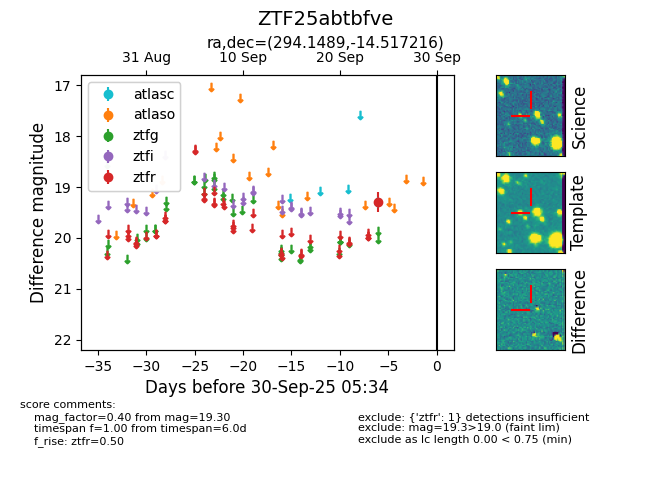 ZTF25abtbfve
ra,dec=(294.1489,-14.517216)
31 Aug
10 Sep
20 Sep
30 Sep
17
18
19
20
21
22
Difference magnitude
atlasc
atlaso
ztfg
ztfi
ztfr
−35
−30
−25
−20
−15
−10
−5
0
Days before 30-Sep-25 05:34
Science
Template
Difference
score comments:
mag_factor=0.40 from mag=19.30
timespan f=1.00 from timespan=6.0d
f_rise: ztfr=0.50
exclude: {'ztfr': 1} detections insufficient
exclude: mag=19.3>19.0 (faint lim)
exclude as lc length 0.00 < 0.75 (min)